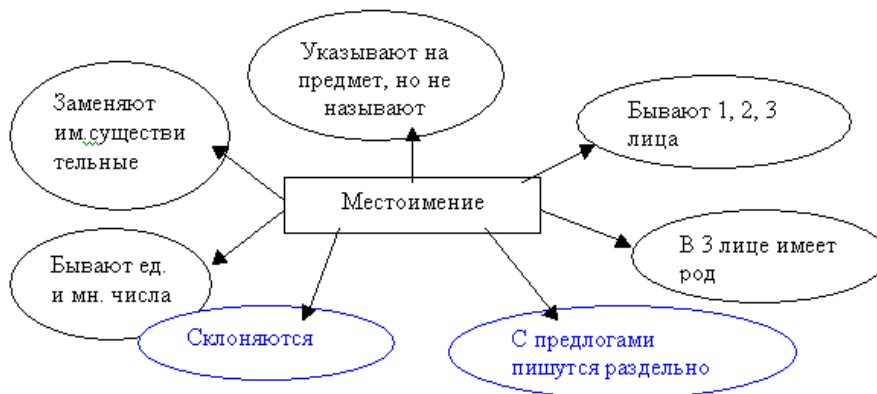 Указывают на
предмет, но не
называют
Заменяют
им.существи
тельные
Бывают 1, 2, 3
лица
Местоимение
В 3 лице имеет
род
Бывают ед.
и мн. числа
Склоняются
С предлогами
пишутся раздельно